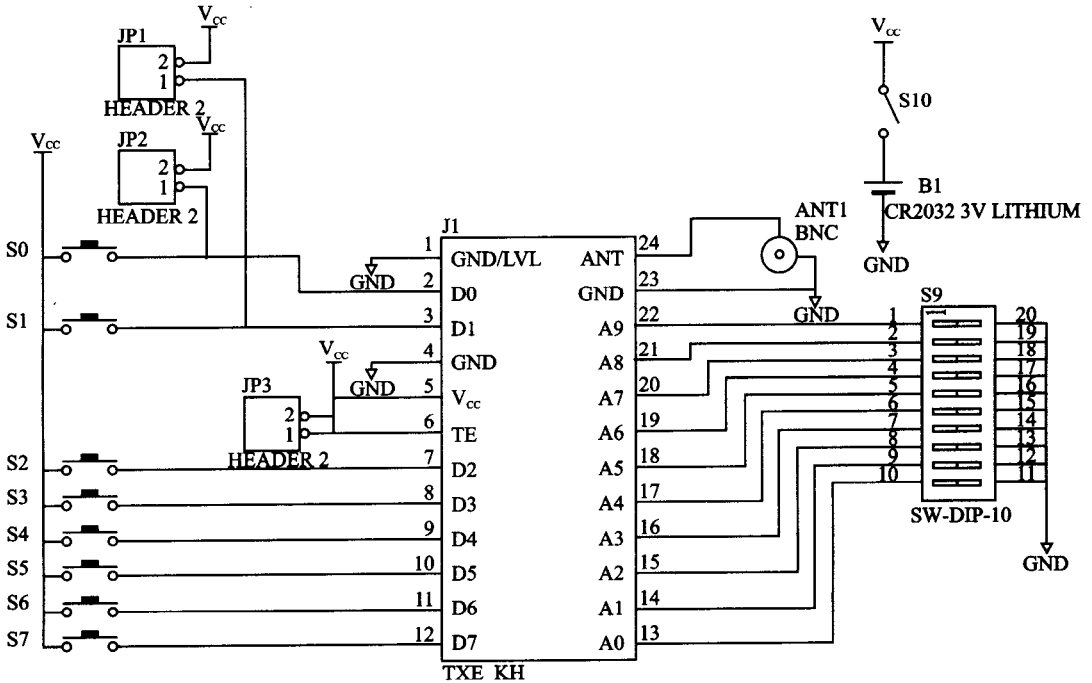 Vcc
JP1
2
1
HEADER 2
Vcc
JP2
2
1
HEADER 2
Vcc
S0
S1
JP3
2
1
HEADER 2
Vcc
S2
S3
S4
S5
S6
S7
GND
GND
J1
1 GND/LVL ANT 24
2 D0 GND 23
3 D1 A9 22
4 GND A8 21
5 Vcc A7 20
6 TE A6 19
7 D2 A5 18
8 D3 A4 17
9 D4 A3 16
10 D5 A2 15
11 D6 A1 14
12 D7 A0 13
TXE KH
ANT1
BNC
GND
Vcc
S10
B1
CR2032 3V LITHIUM
GND
S9
1 1 20
2 19
3 18
4 17
5 16
6 15
7 14
8 13
9 12
10 11
SW-DIP-10
GND